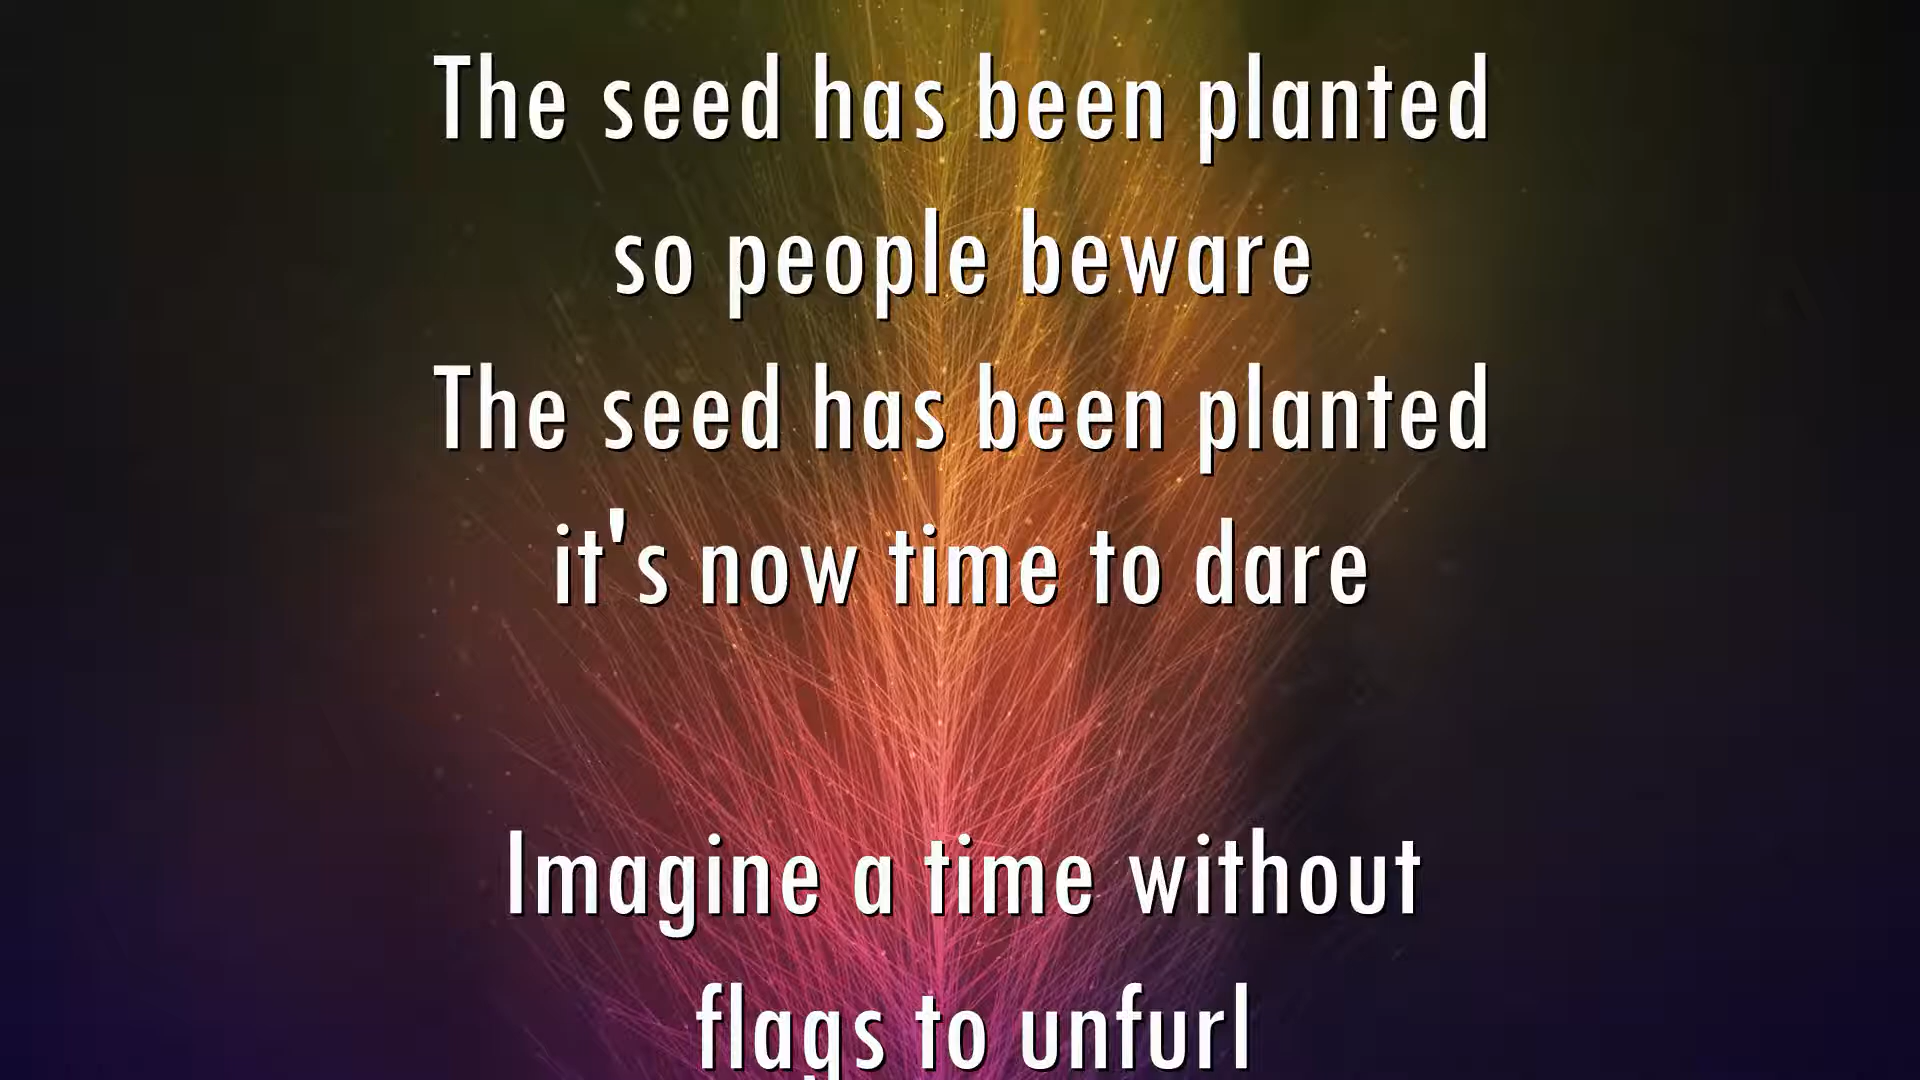 The seed has been planted
so people beware
The seed has been planted
it's now time to dare
Imagine a time without
flags to unfurl